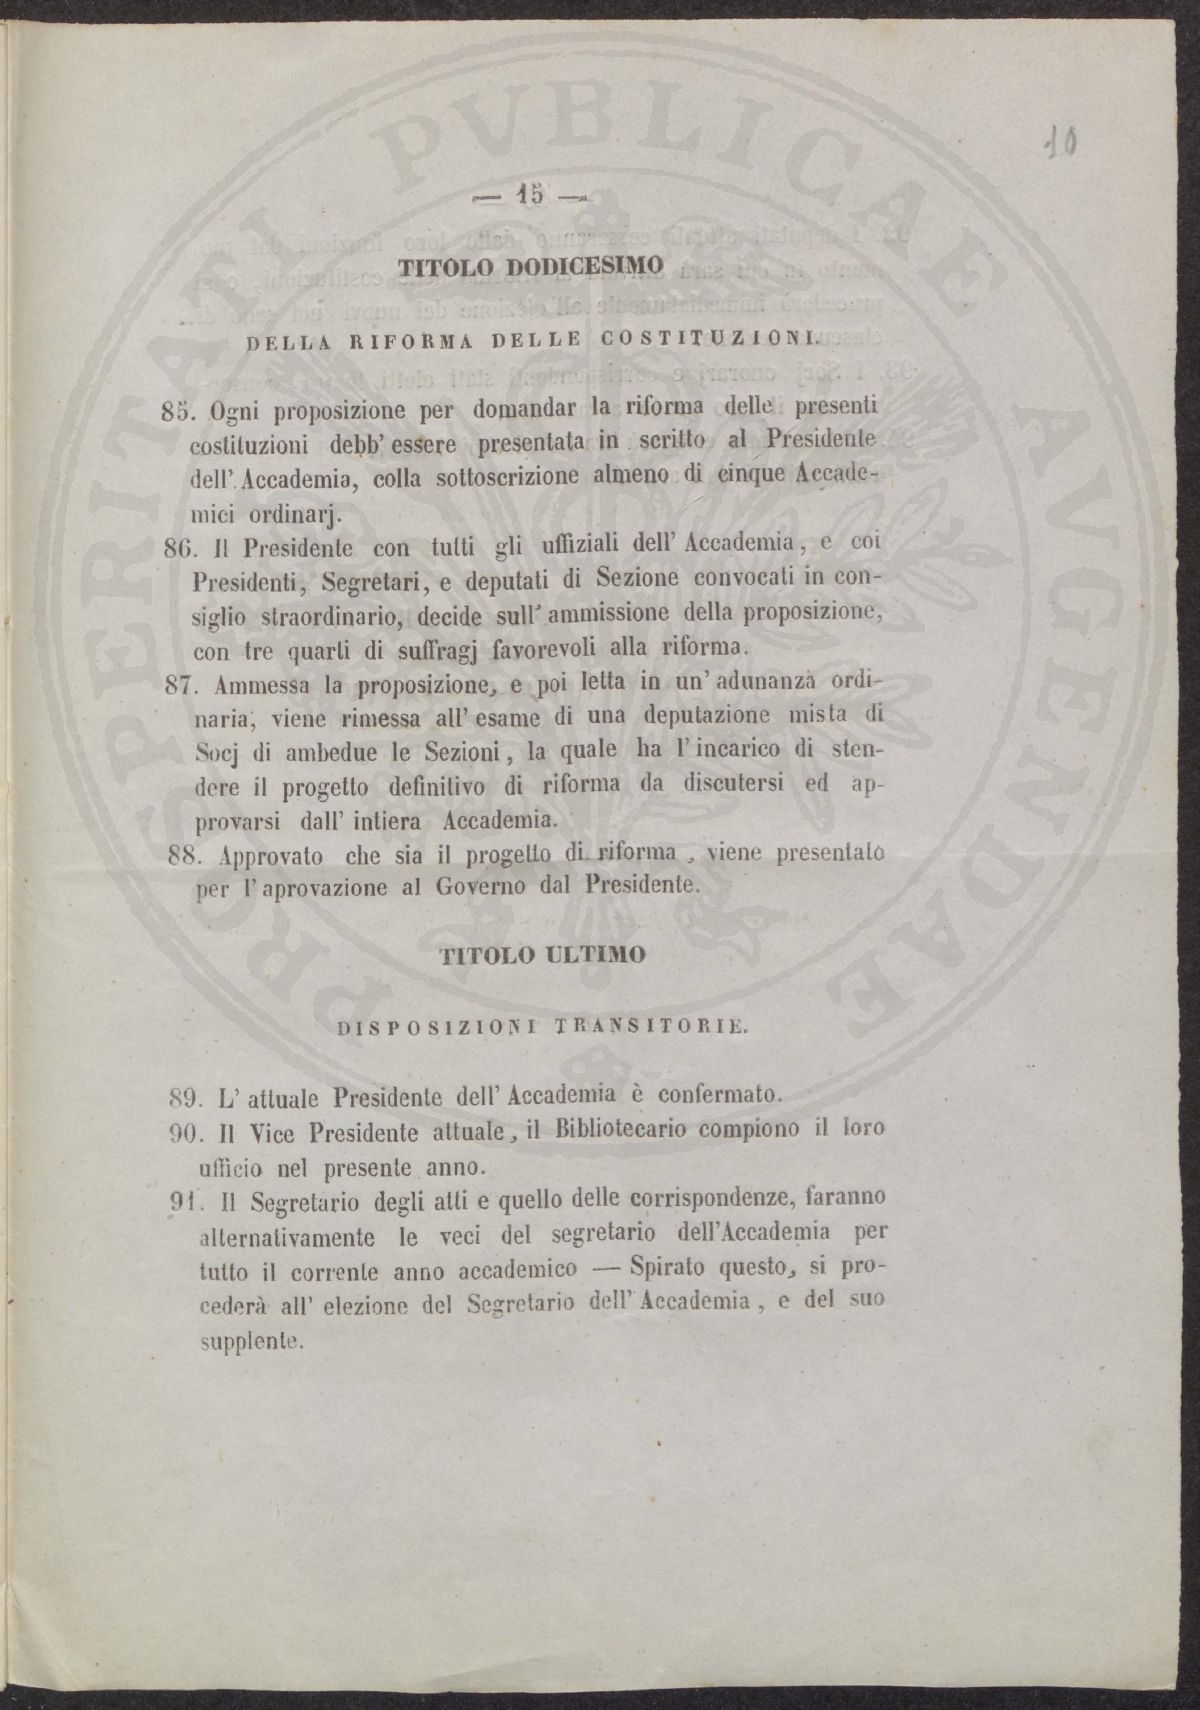 10
— 15 —
TITOLO DODICESIMO
DELLA RIFORMA DELLE COSTITUZIONI.
85. Ogni proposizione per domandar la riforma delle presenti
costituzioni debb' essere presentata in scritto al Presidente
dell' Accademia, colla sottoscrizione almeno di cinque Accade-
mici ordinarj.
86. Il Presidente con tutti gli uffiziali dell' Accademia, e coi
Presidenti, Segretari, e deputati di Sezione convocati in con-
siglio straordinario, decide sull' ammissione della proposizione,
con tre quarti di suffragj favorevoli alla riforma.
87. Ammessa la proposizione, e poi letta in un' adunanza ordi-
naria, viene rimessa all' esame di una deputazione mista di
Socj di ambedue le Sezioni, la quale ha l' incarico di sten-
dere il progetto definitivo di riforma da discutersi ed ap-
provarsi dall' intiera Accademia.
88. Approvato che sia il progetto di riforma, viene presentato
per l' aprovazione al Governo dal Presidente.
TITOLO ULTIMO
DISPOSIZIONI TRANSITORIE.
89. L' attuale Presidente dell' Accademia è confermato.
90. Il Vice Presidente attuale, il Bibliotecario compiono il loro
ufficio nel presente anno.
91. Il Segretario degli atti e quello delle corrispondenze, faranno
alternativamente le veci del segretario dell'Accademia per
tutto il corrente anno accademico — Spirato questo, si pro-
cederà all' elezione del Segretario dell' Accademia, e del suo
supplente.
PROSPERITATI PVBLICAE AVGENDAE